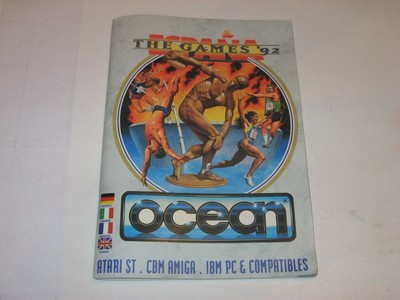 ESPAÑA
THE GAMES '92
ocean
ATARI ST . CBM AMIGA . IBM PC & COMPATIBLES